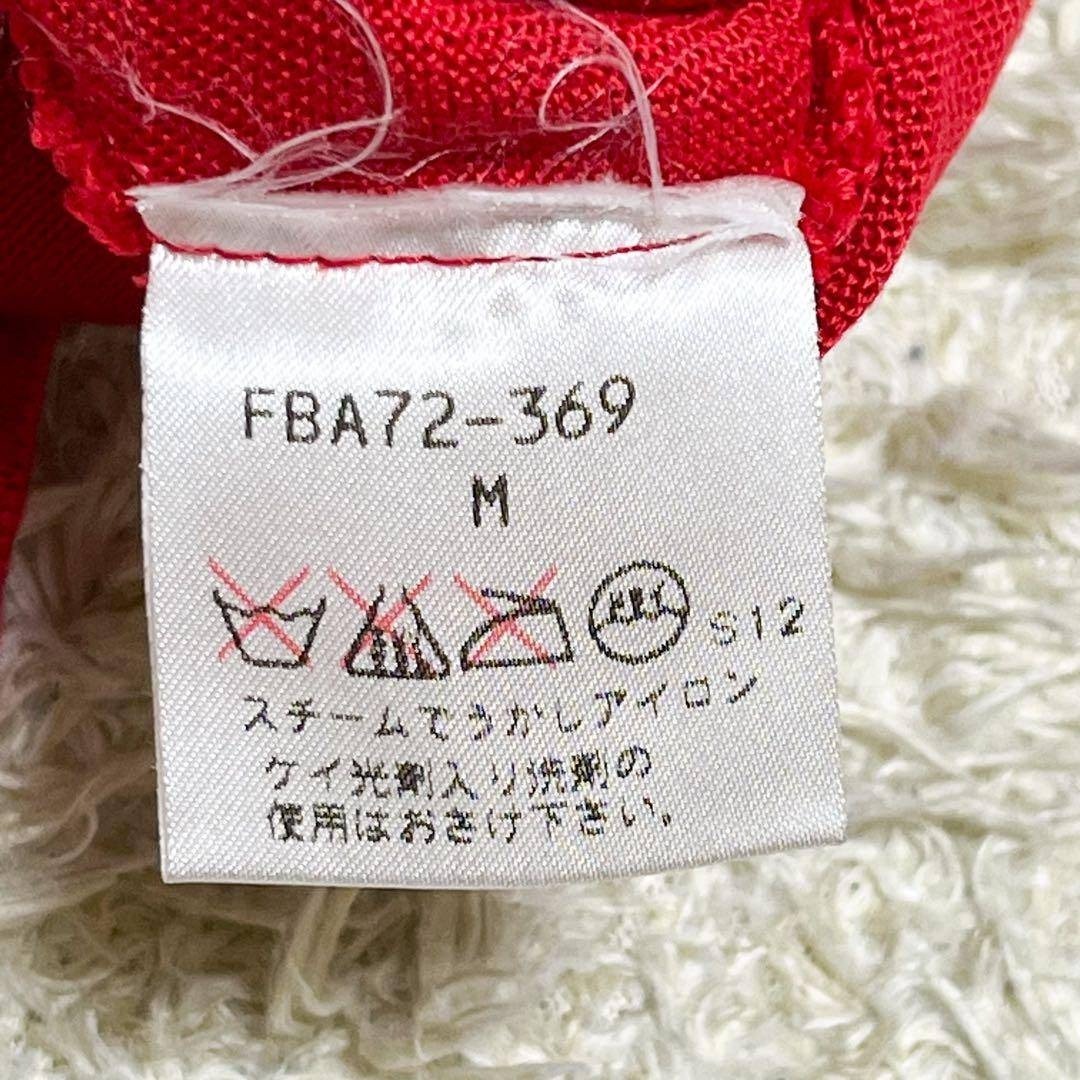 FBA72-369
M
S12
スチームでうかしアイロン
ケイ光剤入り洗剤の
使用はおさけ下さい。